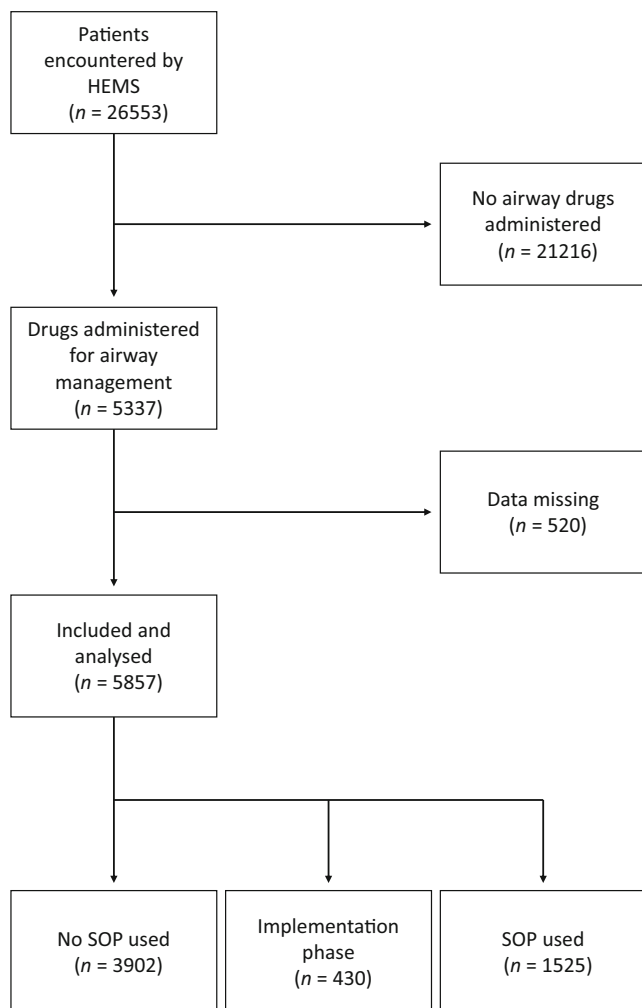 Patients
encountered by
HEMS
(n = 26553)
No airway drugs
administered
(n = 21216)
Drugs administered
for airway
management
(n = 5337)
Data missing
(n = 520)
Included and
analysed
(n = 5857)
No SOP used
(n = 3902)
Implementation
phase
(n = 430)
SOP used
(n = 1525)